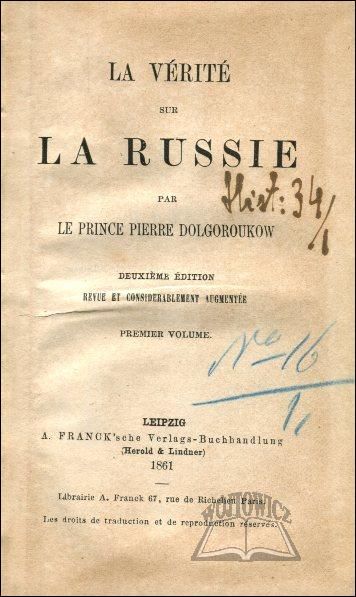 LA VÉRITÉ
SUR
LA RUSSIE
PAR
Hist: 34/1
LE PRINCE PIERRE DOLGOROUKOW
DEUXIÈME ÉDITION
REVUE ET CONSIDERABLEMENT AUGMENTÉE
PREMIER VOLUME.
No 16
1.
LEIPZIG
A. FRANCK'sche Verlags-Buchhandlung
(Herold & Lindner)
1861
Librairie A. Franck 67, rue de Richelieu Paris.
Les droits de traduction et de reproduction réservés.
WÓJTOWICZ